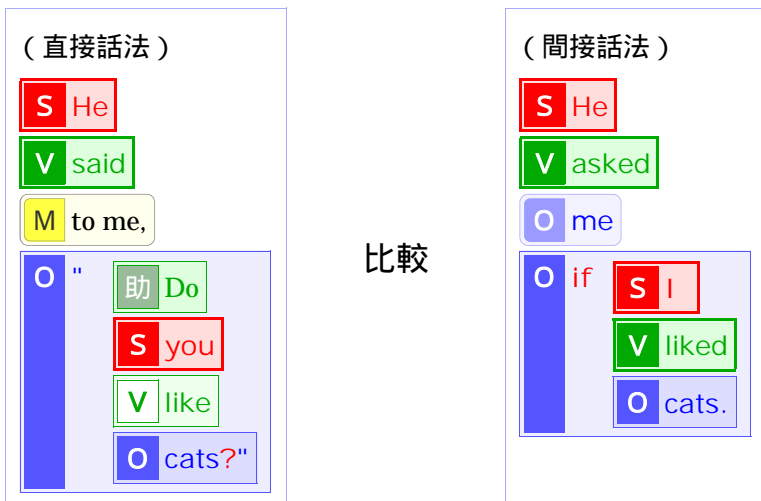 (直接話法)
S He
V said
M to me,
O " 助 Do
S you
V like
O cats?"
比較
(間接話法)
S He
V asked
O me
O if S I
V liked
O cats.